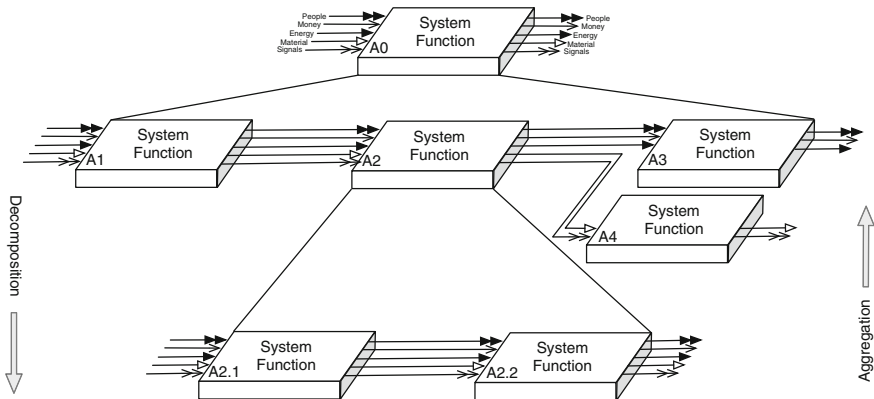 People
Money
Energy
Material
Signals
System
Function
A0
People
Money
Energy
Material
Signals
System
Function
A1
System
Function
A2
System
Function
A3
System
Function
A4
Decomposition
Aggregation
System
Function
A2.1
System
Function
A2.2